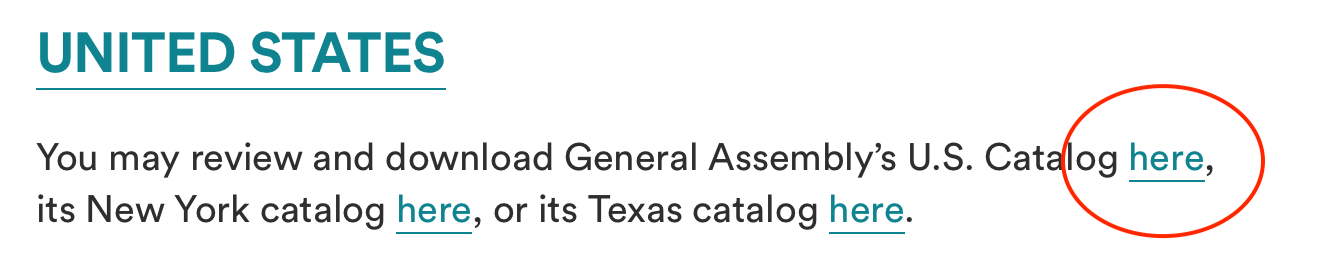 UNITED STATES
You may review and download General Assembly’s U.S. Catalog here,
its New York catalog here, or its Texas catalog here.